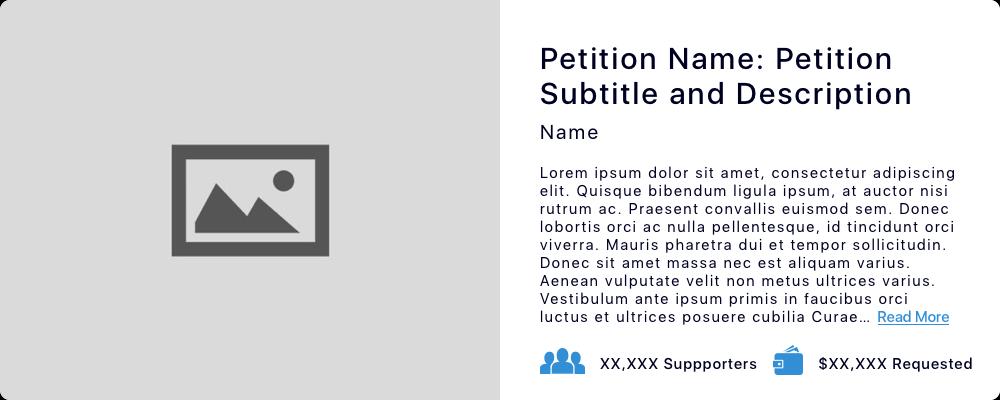 Petition Name: Petition
Subtitle and Description
Name
Lorem ipsum dolor sit amet, consectetur adipiscing
elit. Quisque bibendum ligula ipsum, at auctor nisi
rutrum ac. Praesent convallis euismod sem. Donec
lobortis orci ac nulla pellentesque, id tincidunt orci
viverra. Mauris pharetra dui et tempor sollicitudin.
Donec sit amet massa nec est aliquam varius.
Aenean vulputate velit non metus ultrices varius.
Vestibulum ante ipsum primis in faucibus orci
luctus et ultrices posuere cubilia Curae... Read More
XX,XXX Suppporters $XX,XXX Requested